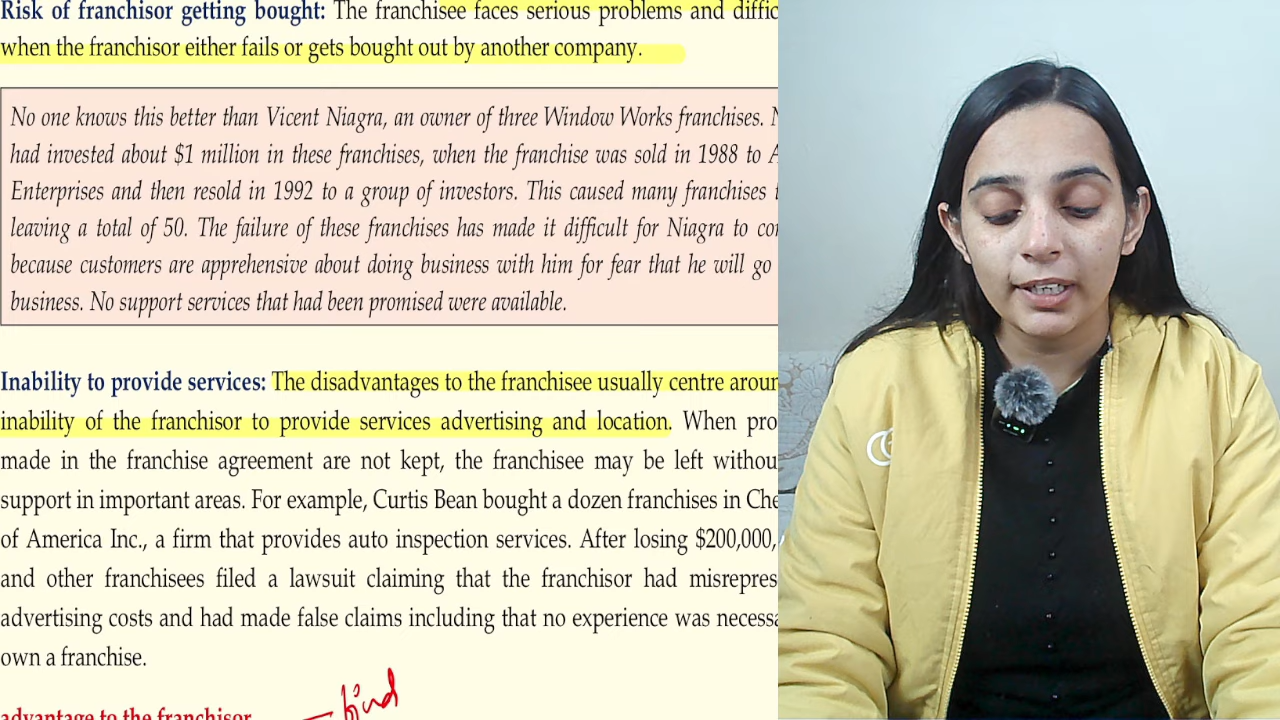 Risk of franchisor getting bought: The franchisee faces serious problems and diffic
when the franchisor either fails or gets bought out by another company.
No one knows this better than Vicent Niagra, an owner of three Window Works franchises. N
had invested about $1 million in these franchises, when the franchise was sold in 1988 to A
Enterprises and then resold in 1992 to a group of investors. This caused many franchises t
leaving a total of 50. The failure of these franchises has made it difficult for Niagra to con
because customers are apprehensive about doing business with him for fear that he will go
business. No support services that had been promised were available.
Inability to provide services: The disadvantages to the franchisee usually centre aroun
inability of the franchisor to provide services advertising and location. When pro
made in the franchise agreement are not kept, the franchisee may be left withou
support in important areas. For example, Curtis Bean bought a dozen franchises in Che
of America Inc., a firm that provides auto inspection services. After losing $200,000,
and other franchisees filed a lawsuit claiming that the franchisor had misrepres
advertising costs and had made false claims including that no experience was necessa
own a franchise.
advantage to the franchisor